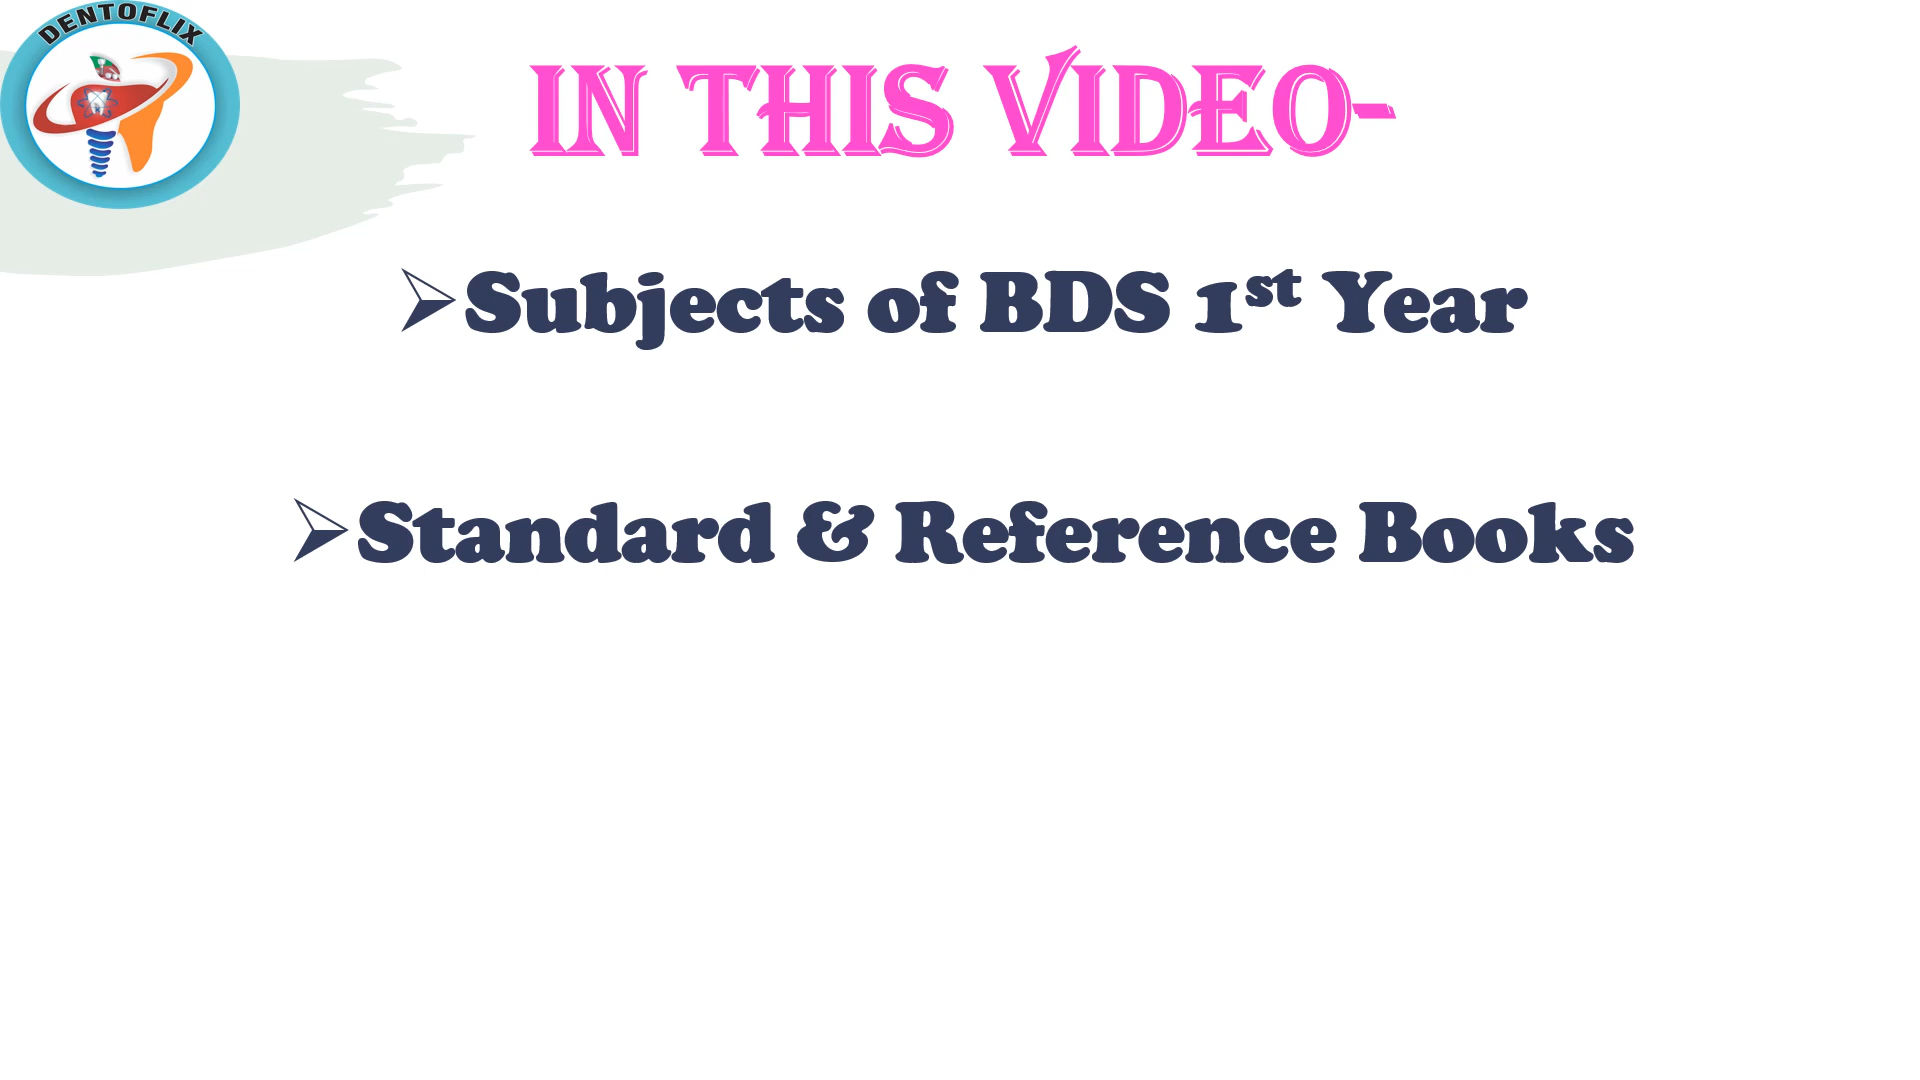 DENTOFLIX
IN THIS VIDEO-
➢Subjects of BDS 1st Year
➢Standard & Reference Books